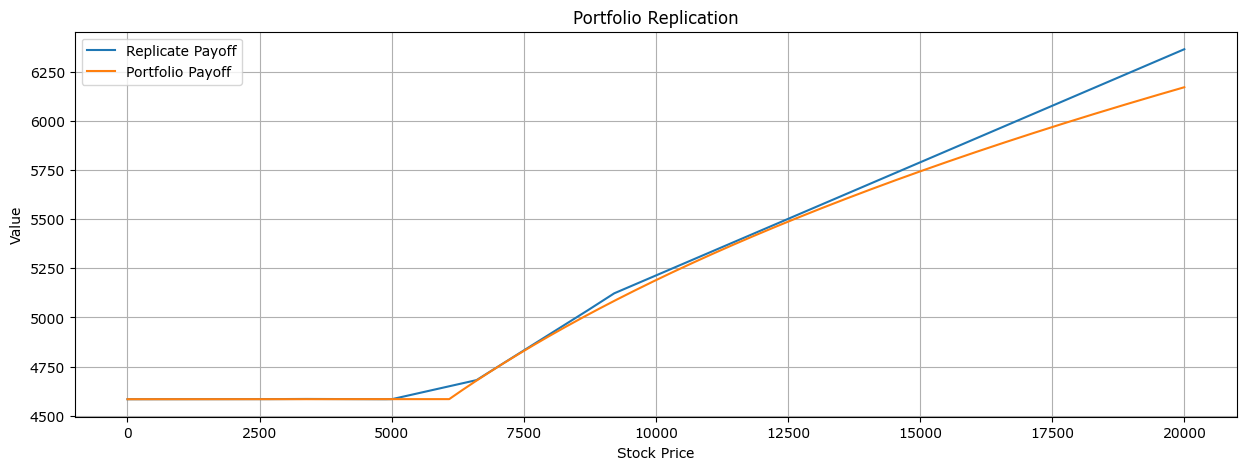 Portfolio Replication
Replicate Payoff
Portfolio Payoff
Value
6250
6000
5750
5500
5250
5000
4750
4500
0 2500 5000 7500 10000 12500 15000 17500 20000
Stock Price